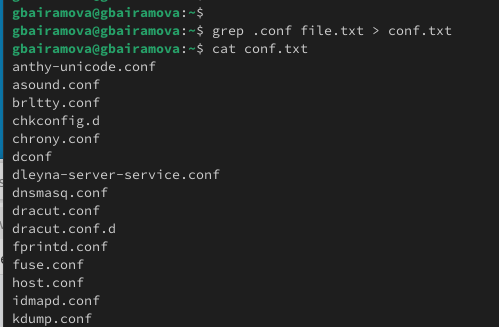 gbairamova@gbairamova:~$
gbairamova@gbairamova:~$ grep .conf file.txt > conf.txt
gbairamova@gbairamova:~$ cat conf.txt
anthy-unicode.conf
asound.conf
brltty.conf
chkconfig.d
chrony.conf
dconf
dleyna-server-service.conf
dnsmasq.conf
dracut.conf
dracut.conf.d
fprintd.conf
fuse.conf
host.conf
idmapd.conf
kdump.conf